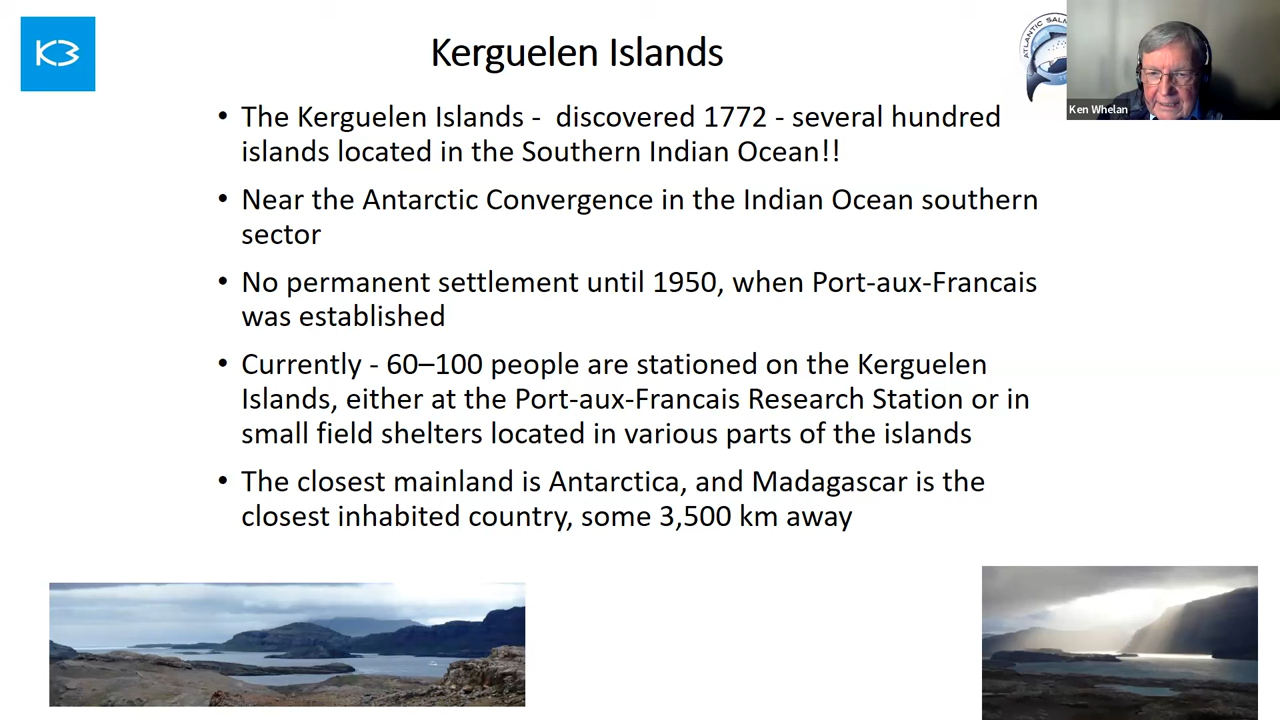 K3
Kerguelen Islands
ATLANTIC SALM
Ken Whelan
• The Kerguelen Islands -  discovered 1772 - several hundred
islands located in the Southern Indian Ocean!!
• Near the Antarctic Convergence in the Indian Ocean southern
sector
• No permanent settlement until 1950, when Port-aux-Francais
was established
• Currently - 60–100 people are stationed on the Kerguelen
Islands, either at the Port-aux-Francais Research Station or in
small field shelters located in various parts of the islands
• The closest mainland is Antarctica, and Madagascar is the
closest inhabited country, some 3,500 km away